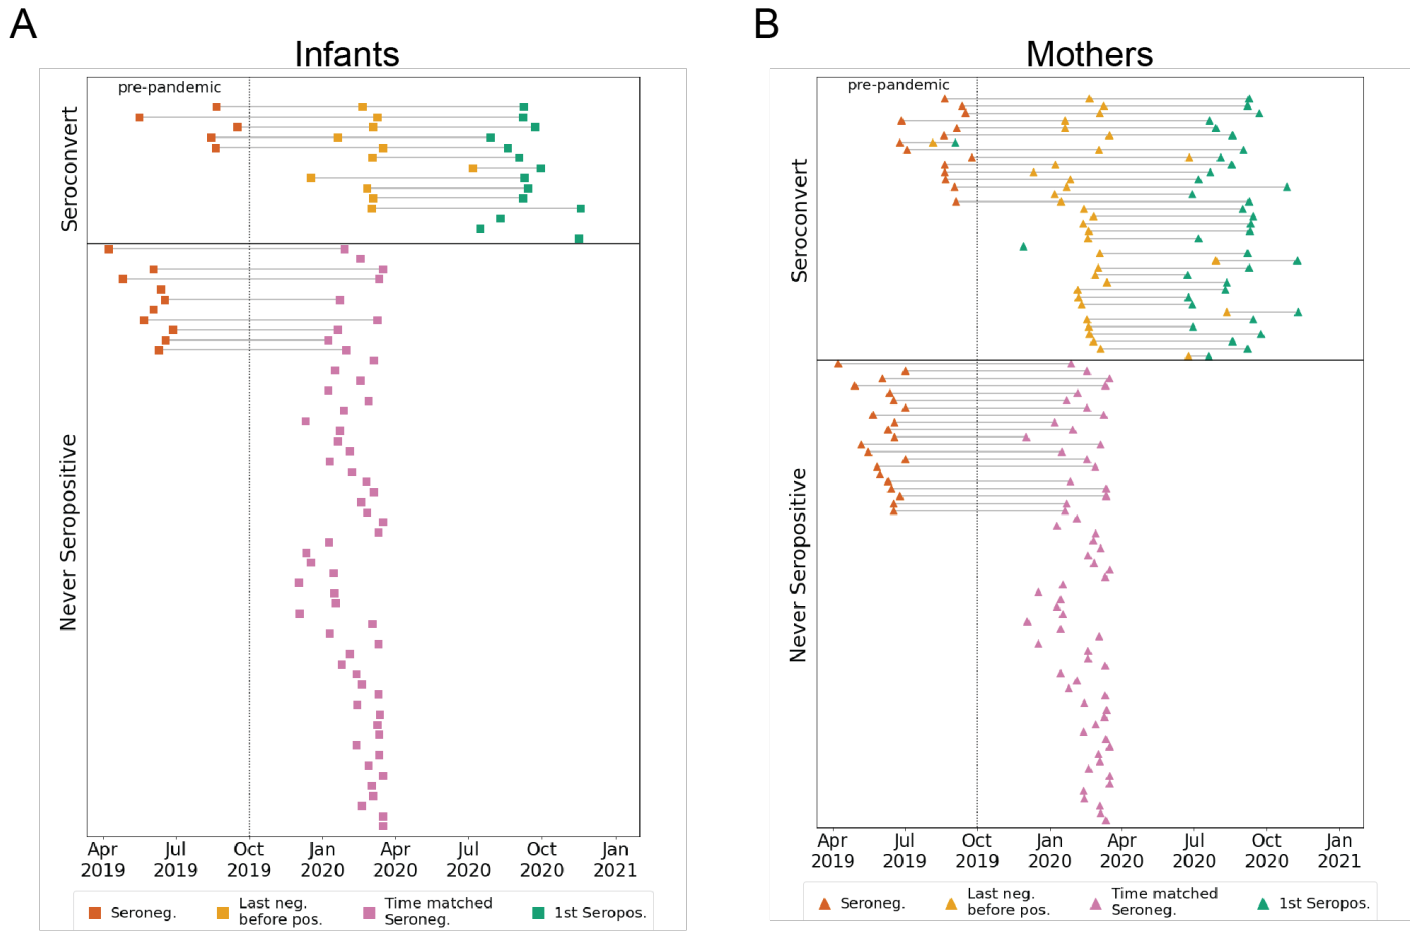 A
Infants
pre-pandemic
Seroconvert
Never Seropositive
Apr 2019
Jul 2019
Oct 2019
Jan 2020
Apr 2020
Jul 2020
Oct 2020
Jan 2021
Seroneg.
Last neg.
before pos.
Time matched
Seroneg.
1st Seropos.
B
Mothers
pre-pandemic
Seroconvert
Never Seropositive
Apr 2019
Jul 2019
Oct 2019
Jan 2020
Apr 2020
Jul 2020
Oct 2020
Jan 2021
Seroneg.
Last neg.
before pos.
Time matched
Seroneg.
1st Seropos.